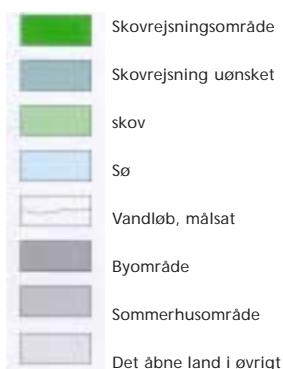 Skovrejsningsområde
Skovrejsning uønsket
skov
Sø
Vandløb, målsat
Byområde
Sommerhusområde
Det åbne land i øvrigt